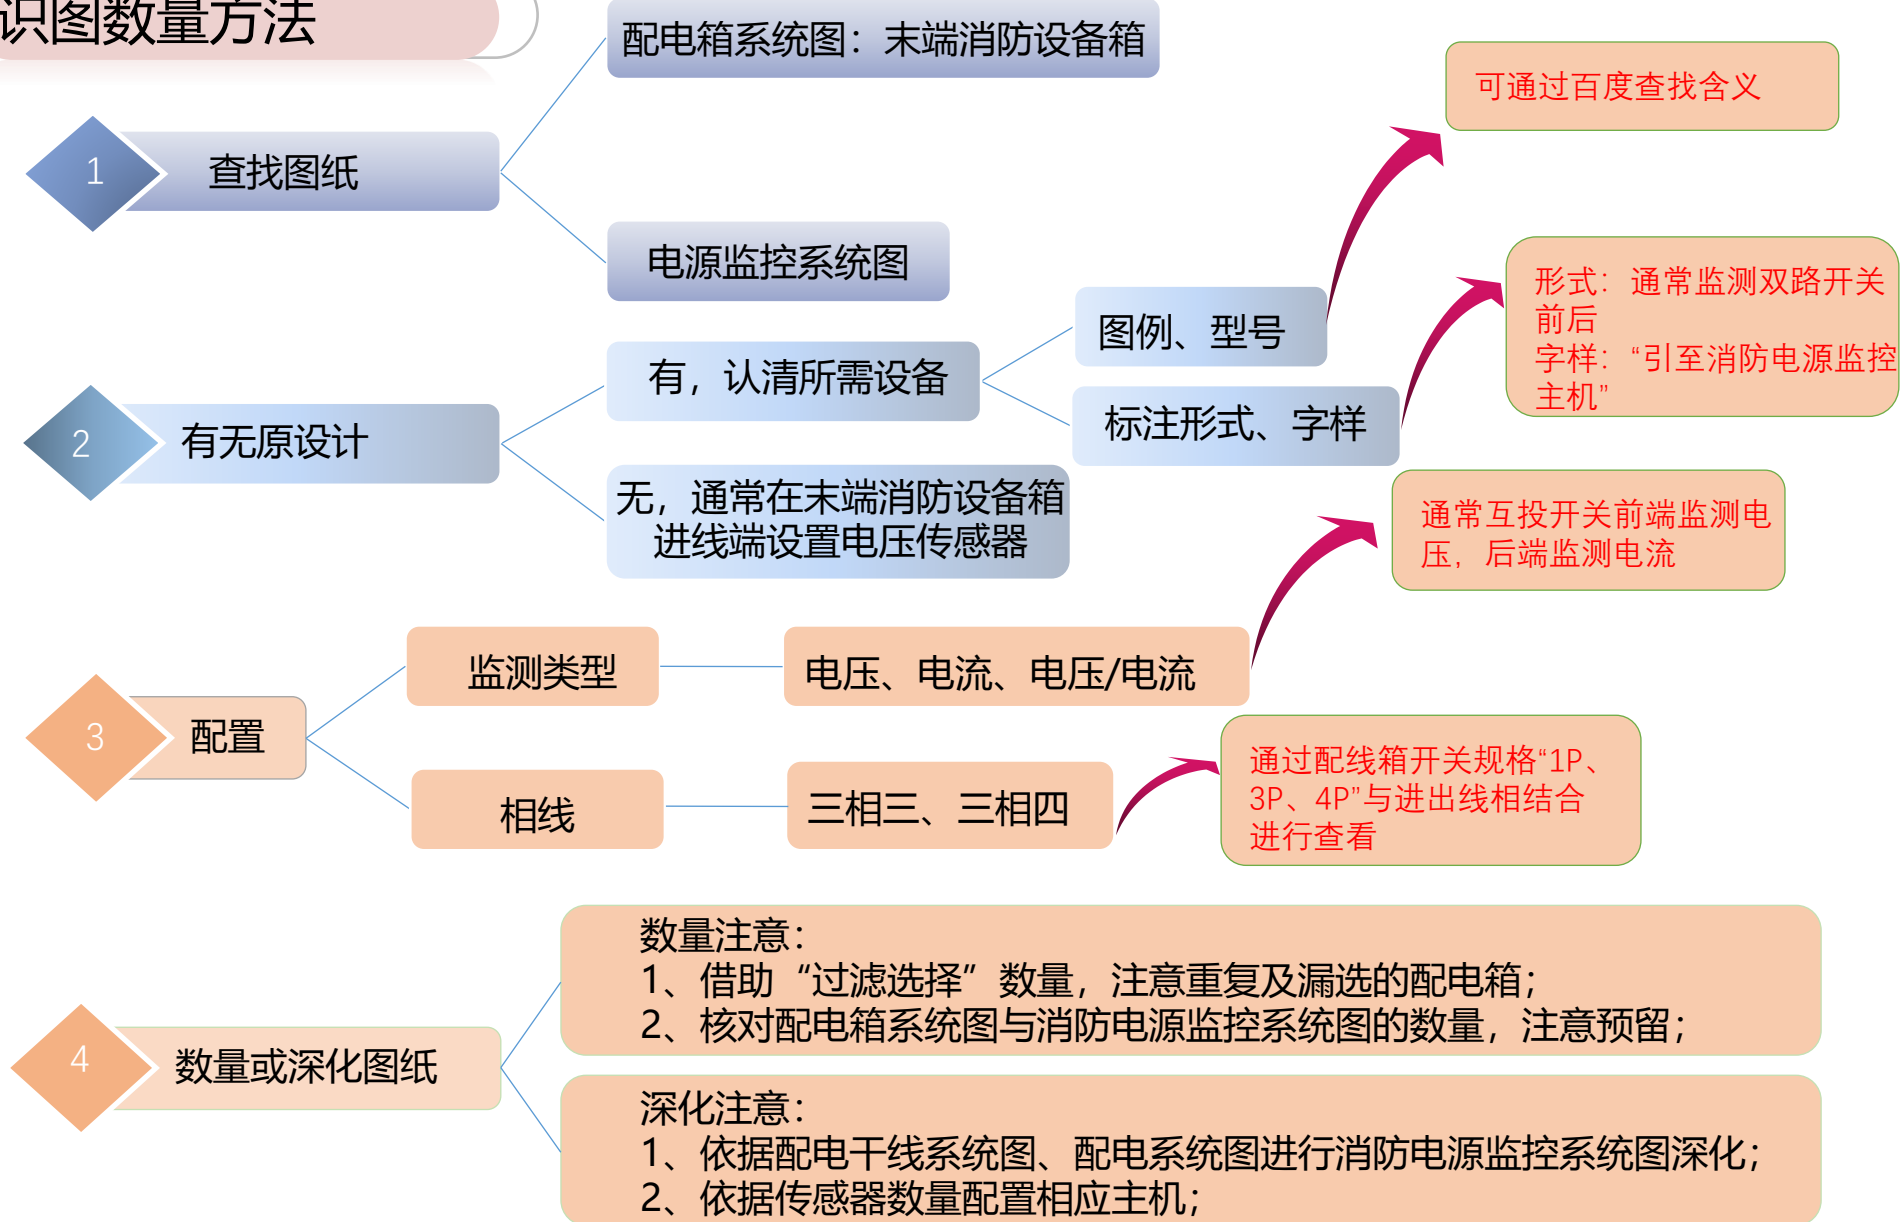 识图数量方法
配电箱系统图：末端消防设备箱
可通过百度查找含义
1
查找图纸
电源监控系统图
形式：通常监测双路开关
前后
字样：“引至消防电源监控
主机”
图例、型号
有，认清所需设备
标注形式、字样
2
有无原设计
无，通常在末端消防设备箱
进线端设置电压传感器
通常互投开关前端监测电
压，后端监测电流
监测类型
电压、电流、电压/电流
3
配置
相线
三相三、三相四
通过配线箱开关规格“1P、
3P、4P”与进出线相结合
进行查看
数量注意：
1、借助“过滤选择”数量，注意重复及漏选的配电箱；
2、核对配电箱系统图与消防电源监控系统图的数量，注意预留；
4
数量或深化图纸
深化注意：
1、依据配电干线系统图、配电系统图进行消防电源监控系统图深化；
2、依据传感器数量配置相应主机；